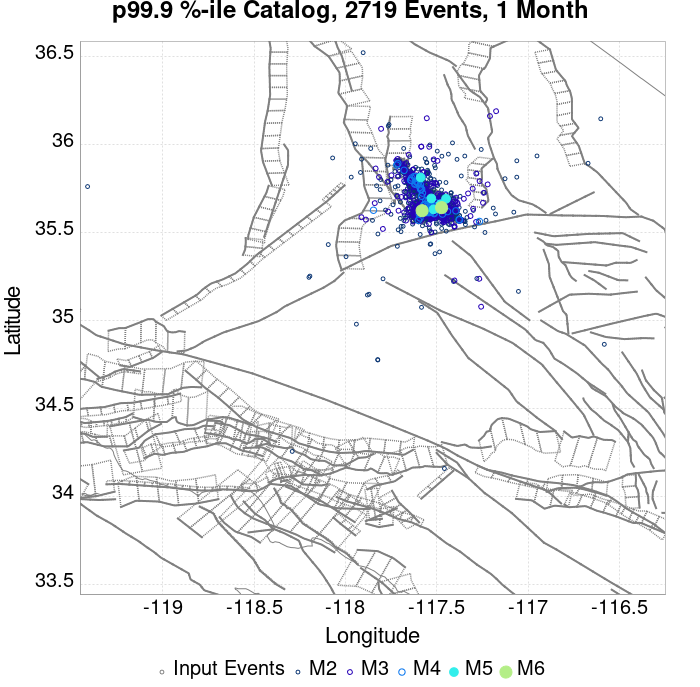 p99.9 %-ile Catalog, 2719 Events, 1 Month
36.5
36
35.5
35
34.5
34
33.5
Latitude
-119
-118.5
-118
-117.5
-117
-116.5
Longitude
Input Events
M2
M3
M4
M5
M6